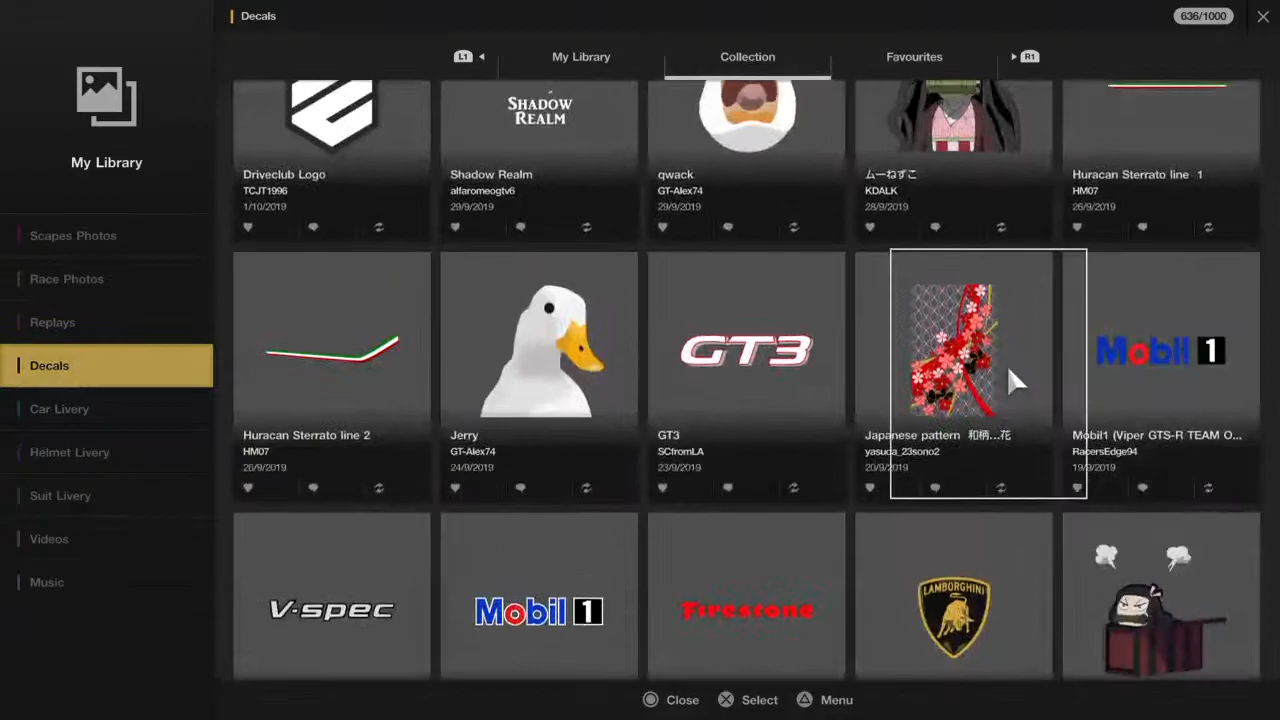 Decals
636/1000
L1
My Library
Collection
Favourites
R1
My Library
Scapes Photos
Race Photos
Replays
Decals
Car Livery
Helmet Livery
Suit Livery
Videos
Music
SHADOW
REALM
Driveclub Logo
TCJT1996
1/10/2019
Shadow Realm
alfaromeogtv6
29/9/2019
qwack
GT-Alex74
29/9/2019
ムーねずこ
KDALK
28/9/2019
Huracan Sterrato line 1
HM07
26/9/2019
GT3
Mobil 1
Huracan Sterrato line 2
HM07
26/9/2019
Jerry
GT-Alex74
24/9/2019
GT3
SCfromLA
23/9/2019
Japanese pattern 和柄...花
yasuda_23sono2
20/9/2019
Mobil1 (Viper GTS-R TEAM O...
RacersEdge94
19/9/2019
V-spec
Mobil 1
Firestone
LAMBORGHINI
Close
Select
Menu